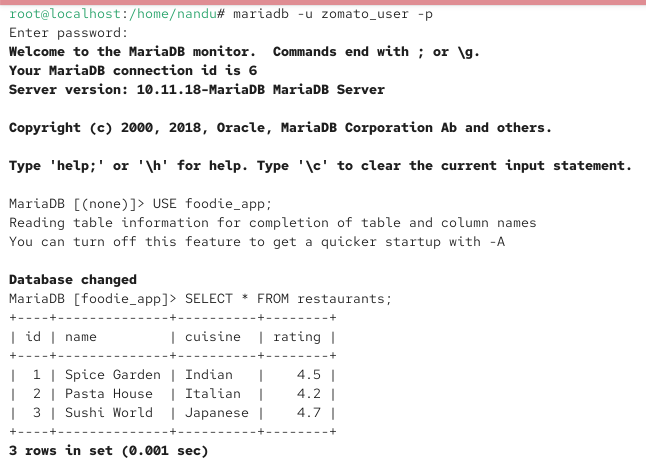 root@localhost:/home/nandu# mariadb -u zomato_user -p
Enter password:
Welcome to the MariaDB monitor.  Commands end with ; or \g.
Your MariaDB connection id is 6
Server version: 10.11.18-MariaDB MariaDB Server

Copyright (c) 2000, 2018, Oracle, MariaDB Corporation Ab and others.

Type 'help;' or '\h' for help. Type '\c' to clear the current input statement.

MariaDB [(none)]> USE foodie_app;
Reading table information for completion of table and column names
You can turn off this feature to get a quicker startup with -A

Database changed
MariaDB [foodie_app]> SELECT * FROM restaurants;
+----+--------------+----------+--------+
| id | name         | cuisine  | rating |
+----+--------------+----------+--------+
|  1 | Spice Garden | Indian   |    4.5 |
|  2 | Pasta House  | Italian  |    4.2 |
|  3 | Sushi World  | Japanese |    4.7 |
+----+--------------+----------+--------+
3 rows in set (0.001 sec)